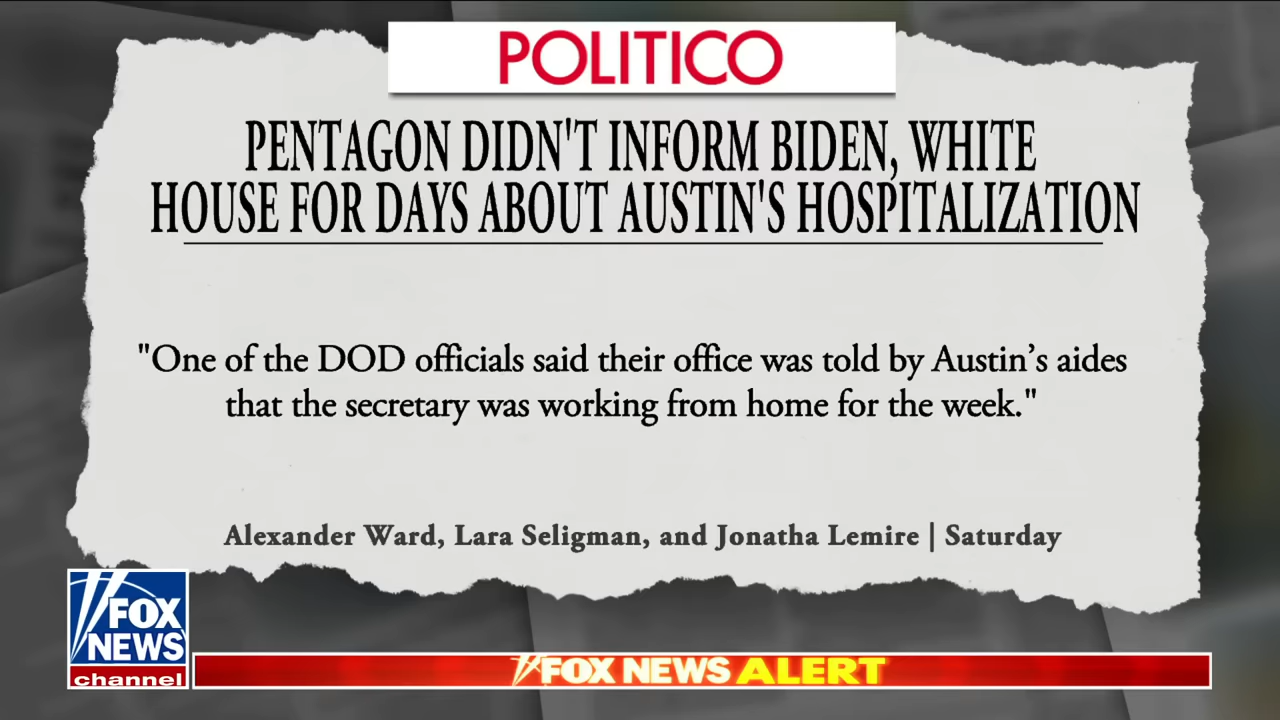 POLITICO
PENTAGON DIDN'T INFORM BIDEN, WHITE
HOUSE FOR DAYS ABOUT AUSTIN'S HOSPITALIZATION
"One of the DOD officials said their office was told by Austin’s aides
that the secretary was working from home for the week."
Alexander Ward, Lara Seligman, and Jonatha Lemire | Saturday
FOX
NEWS
channel
FOX NEWS ALERT